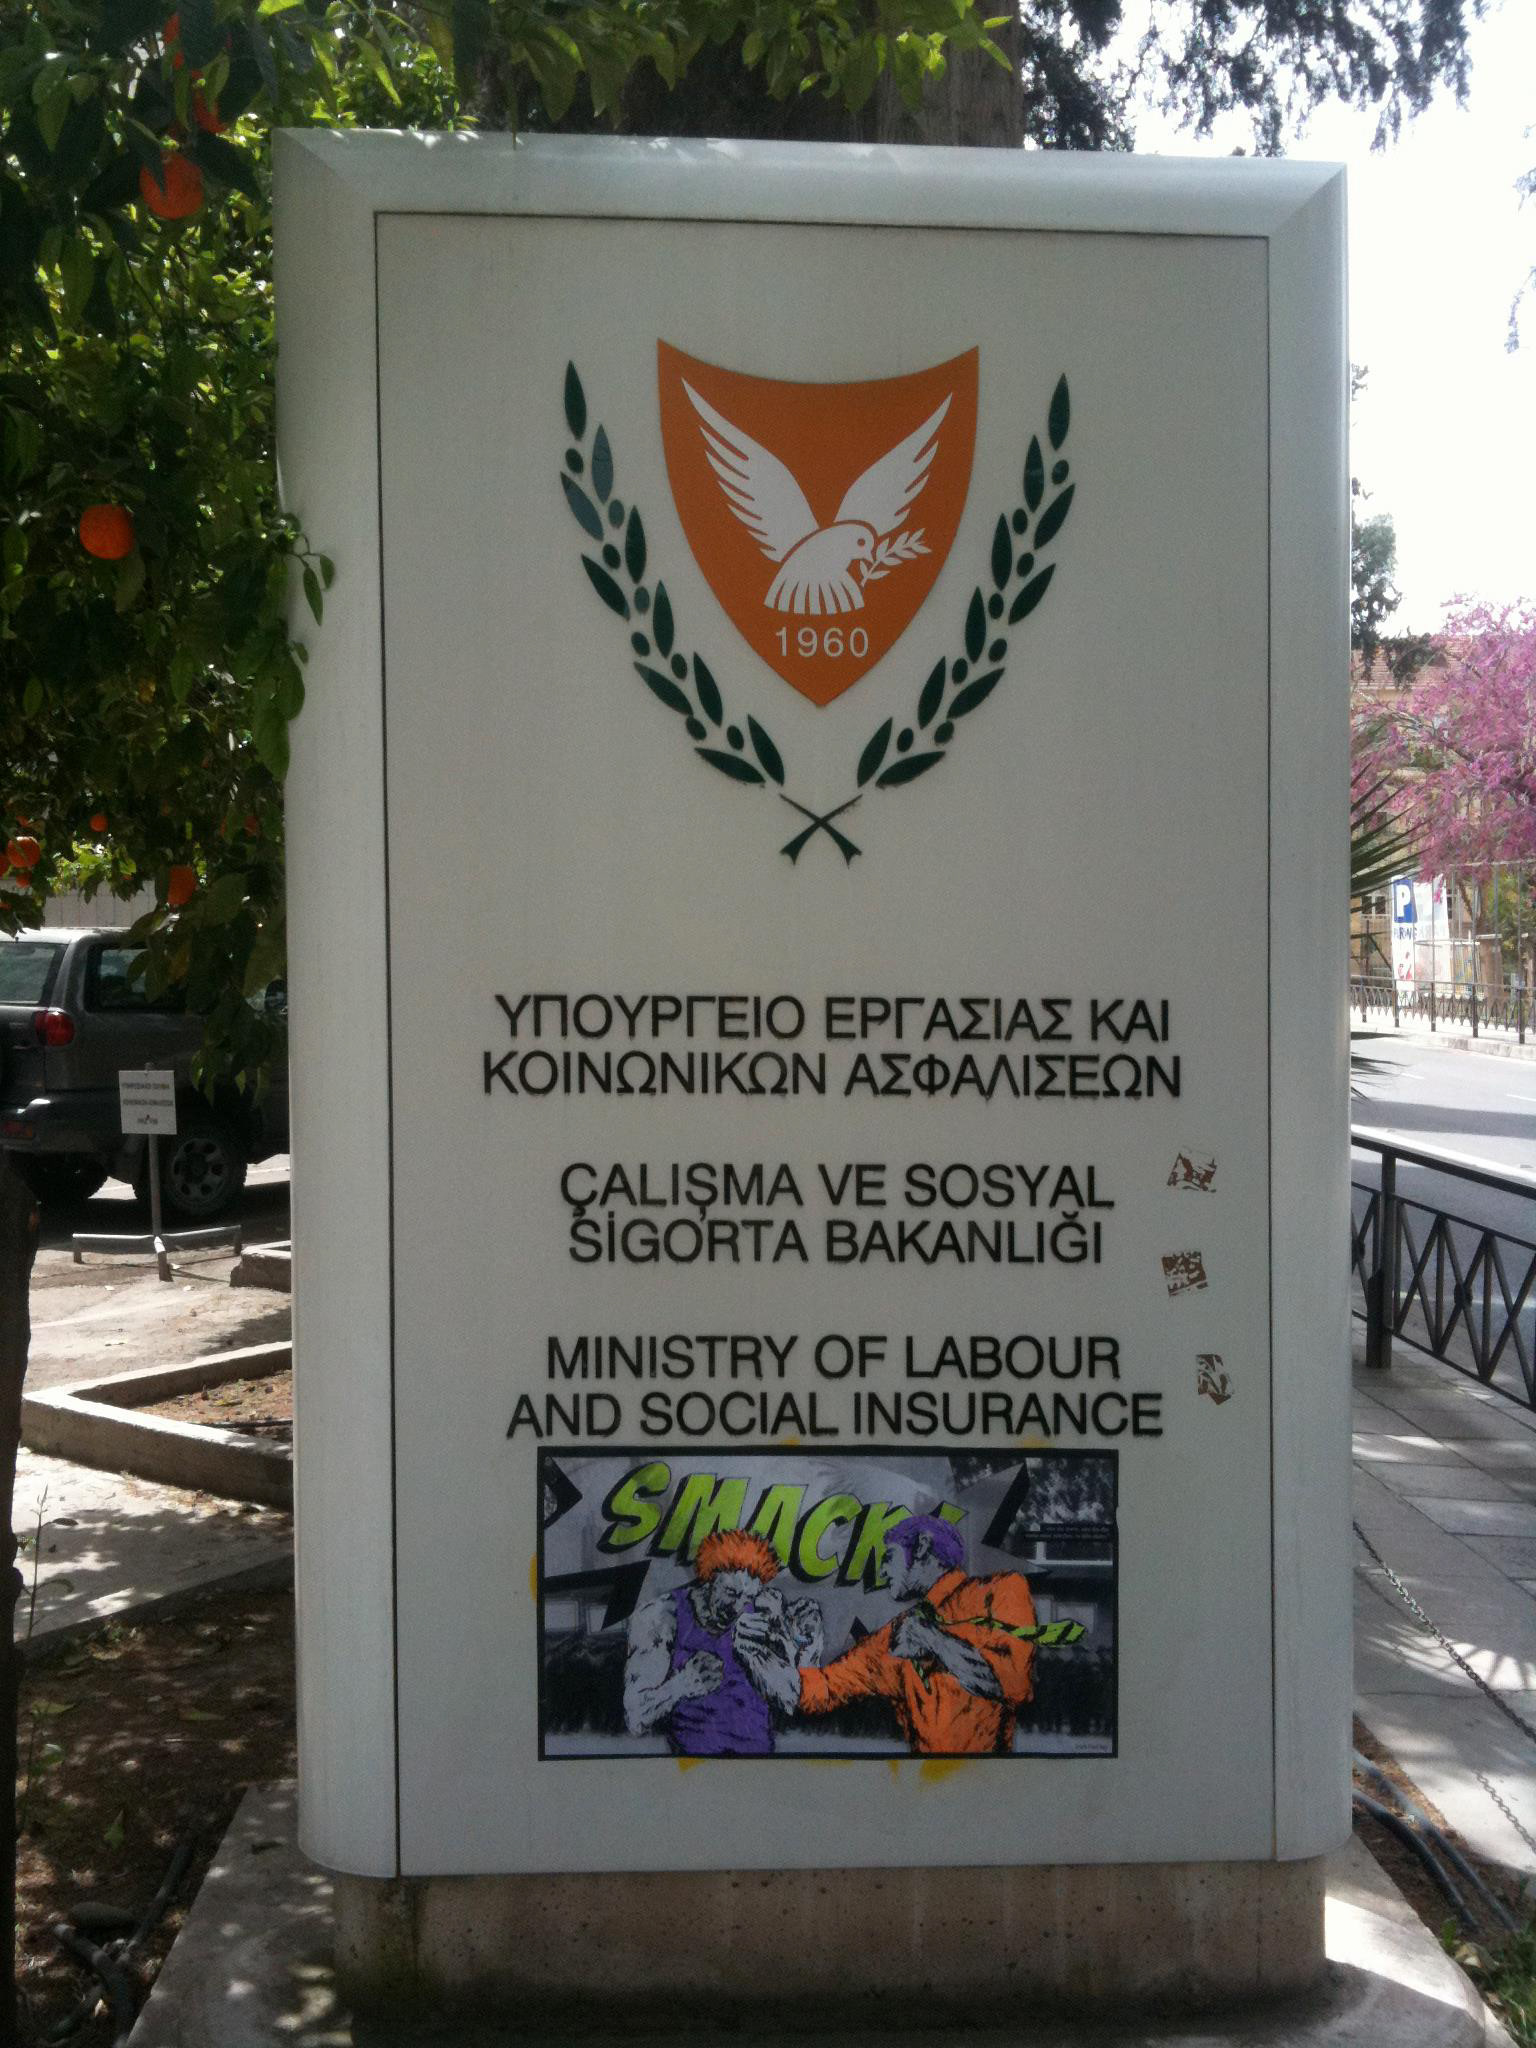 1960
ΥΠΟΥΡΓΕΙΟ ΕΡΓΑΣΙΑΣ ΚΑΙ
ΚΟΙΝΩΝΙΚΩΝ ΑΣΦΑΛΙΣΕΩΝ
ÇALIŞMA VE SOSYAL
SİGORTA BAKANLIĞI
MINISTRY OF LABOUR
AND SOCIAL INSURANCE
SMACK!
P